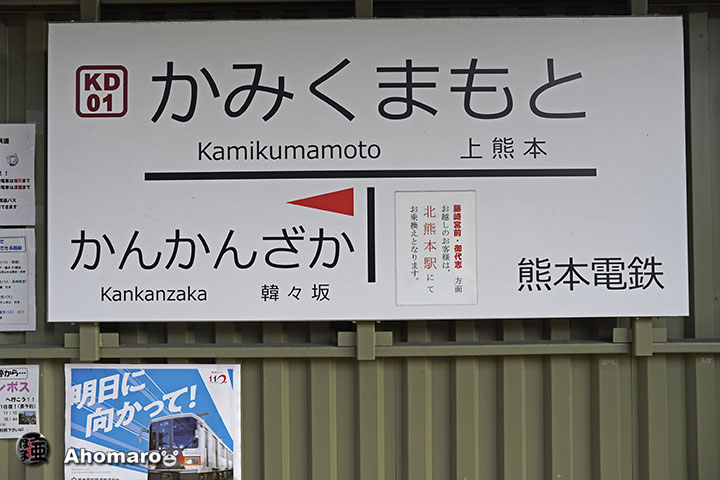 KD
01
かみくまもと
Kamikumamoto
上熊本
かんかんざか
Kankanzaka
韓々坂
藤崎宮前・御代志 方面
お越しのお客様は、
北熊本駅にて
お乗換えとなります。
熊本電鉄
明日に
向かって!
Ahomaro